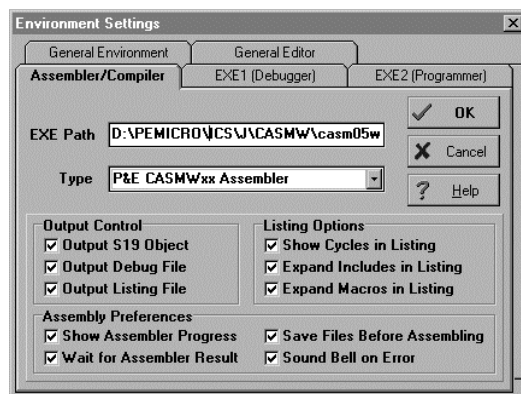 Environment Settings
General Environment
General Editor
Assembler/Compiler
EXE1 (Debugger)
EXE2 (Programmer)
EXE Path
D:\PEMICRO\ICSJ\CASMW\casm05w
Type
P&E CASMWxx Assembler
OK
Cancel
Help
Output Control
Output S19 Object
Output Debug File
Output Listing File
Listing Options
Show Cycles in Listing
Expand Includes in Listing
Expand Macros in Listing
Assembly Preferences
Show Assembler Progress
Wait for Assembler Result
Save Files Before Assembling
Sound Bell on Error